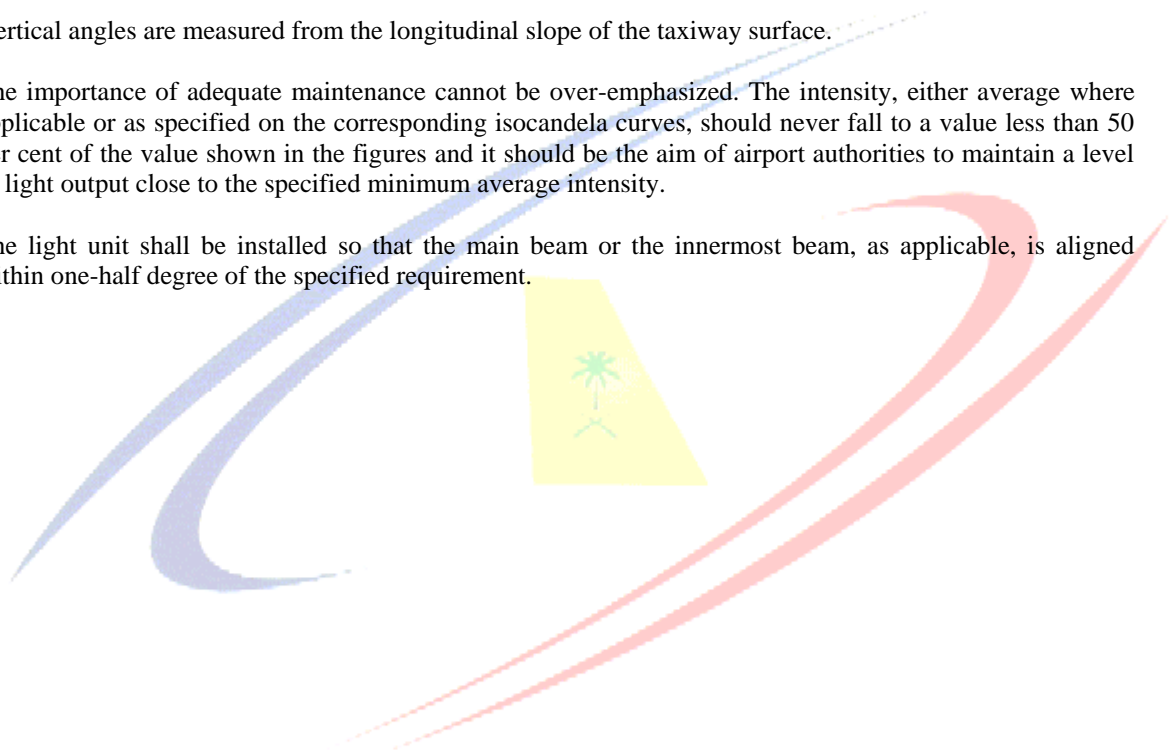 ertical angles are measured from the longitudinal slope of the taxiway surface.
he importance of adequate maintenance cannot be over-emphasized. The intensity, either average where
pplicable or as specified on the corresponding isocandela curves, should never fall to a value less than 50
er cent of the value shown in the figures and it should be the aim of airport authorities to maintain a level
light output close to the specified minimum average intensity.
he light unit shall be installed so that the main beam or the innermost beam, as applicable, is aligned
ithin one-half degree of the specified requirement.